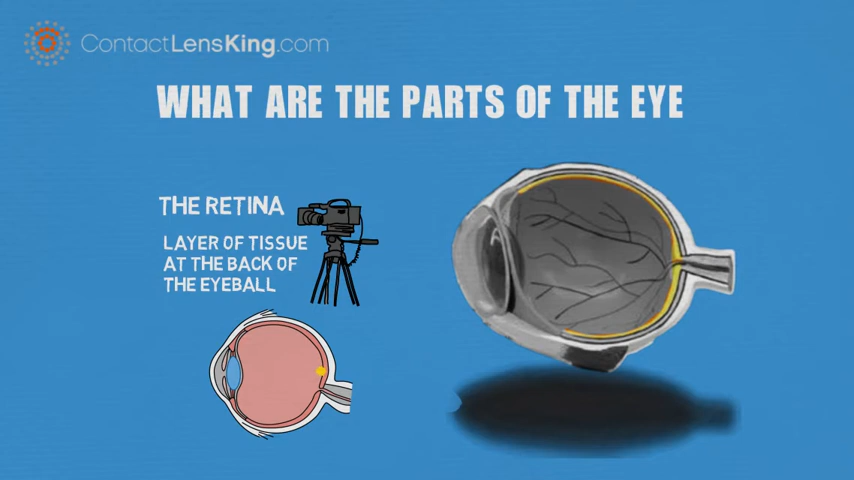 ContactLensKing.com
WHAT ARE THE PARTS OF THE EYE
THE RETINA
LAYER OF TISSUE
AT THE BACK OF
THE EYEBALL